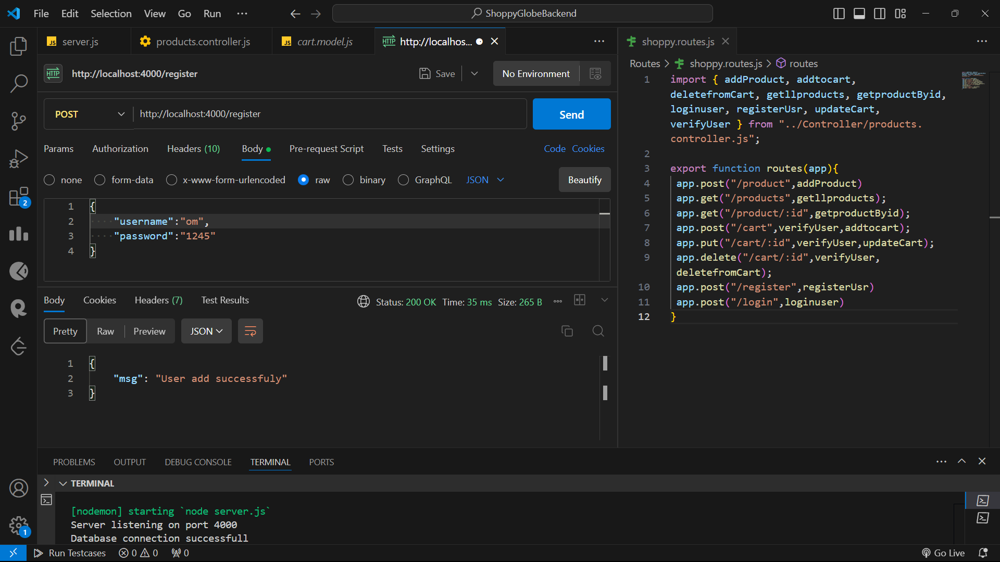 File Edit Selection View Go Run ···
ShoppyGlobeBackend
server.js
products.controller.js
cart.model.js
http://localhos...
shoppy.routes.js
HTTP http://localhost:4000/register
Save
No Environment
POST http://localhost:4000/register
Send
Params Authorization Headers (10) Body Pre-request Script Tests Settings Code Cookies
none form-data x-www-form-urlencoded raw binary GraphQL JSON Beautify
1 {
2 ····"username":"om",
3 ····"password":"1245"
4 }
Body Cookies Headers (7) Test Results Status: 200 OK Time: 35 ms Size: 265 B
Pretty Raw Preview JSON
1 {
2 "msg": "User add successfuly"
3 }
Routes > shoppy.routes.js > routes
1 import { addProduct, addtocart,
deletefromCart, getllproducts, getproductByid,
loginuser, registerUsr, updateCart,
verifyUser } from "../Controller/products.
controller.js";
2
3 export function routes(app){
4 app.post("/product",addProduct)
5 app.get("/products",getllproducts);
6 app.get("/product/:id",getproductByid);
7 app.post("/cart",verifyUser,addtocart);
8 app.put("/cart/:id",verifyUser,updateCart);
9 app.delete("/cart/:id",verifyUser,
deletefromCart);
10 app.post("/register",registerUsr)
11 app.post("/login",loginuser)
12 }
PROBLEMS OUTPUT DEBUG CONSOLE TERMINAL PORTS
TERMINAL
[nodemon] starting `node server.js`
Server listening on port 4000
Database connection successfull
2
1
Run Testcases 0 0 0 Go Live